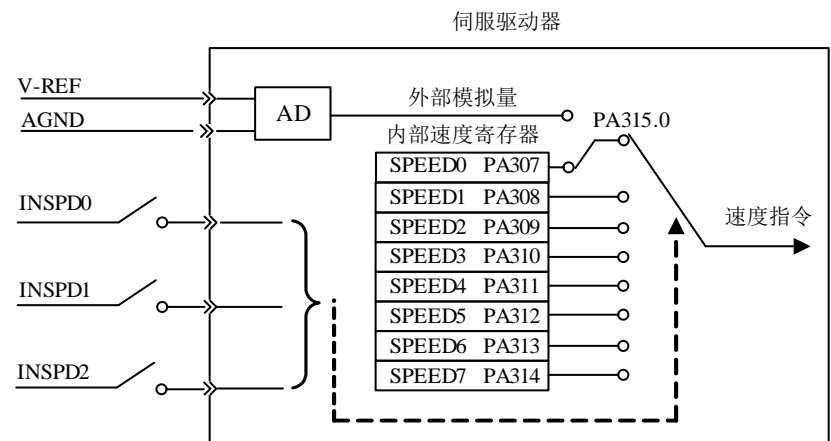 伺服驱动器
V-REF
AGND
AD
外部模拟量
PA315.0
内部速度寄存器
SPEED0 PA307
SPEED1 PA308
SPEED2 PA309
SPEED3 PA310
SPEED4 PA311
SPEED5 PA312
SPEED6 PA313
SPEED7 PA314
INSPD0
INSPD1
INSPD2
速度指令